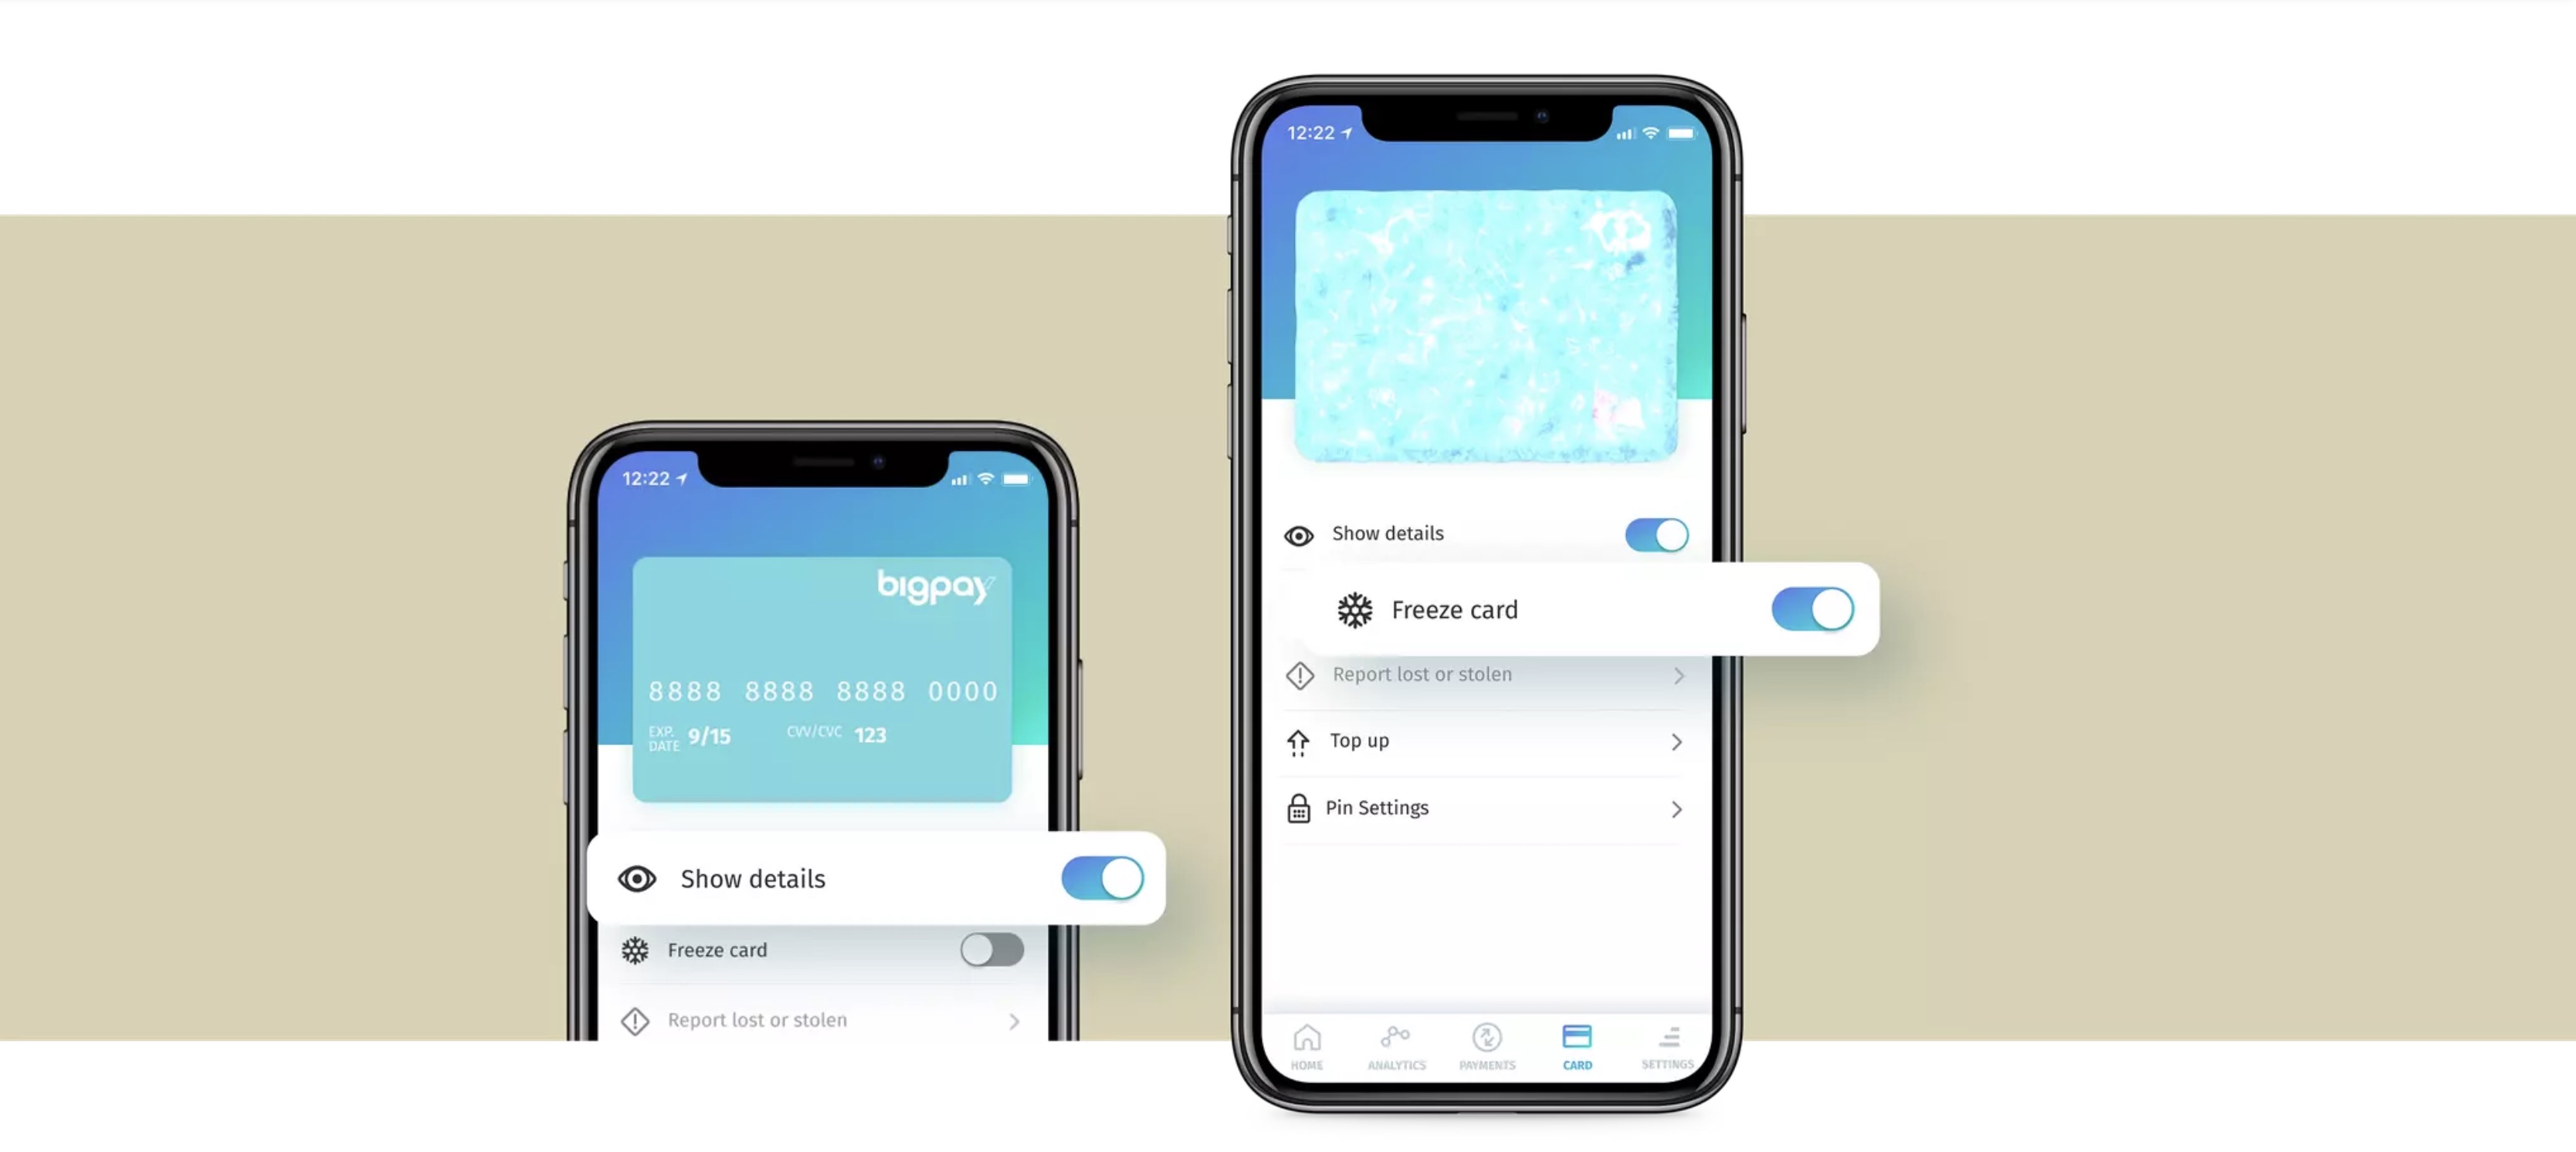 12:22
bigpay
8888 8888 8888 0000
EXP. DATE 9/15 CVV/CVC 123
Show details
Freeze card
Report lost or stolen
12:22
Show details
Freeze card
Report lost or stolen
Top up
Pin Settings
HOME ANALYTICS PAYMENTS CARD SETTINGS